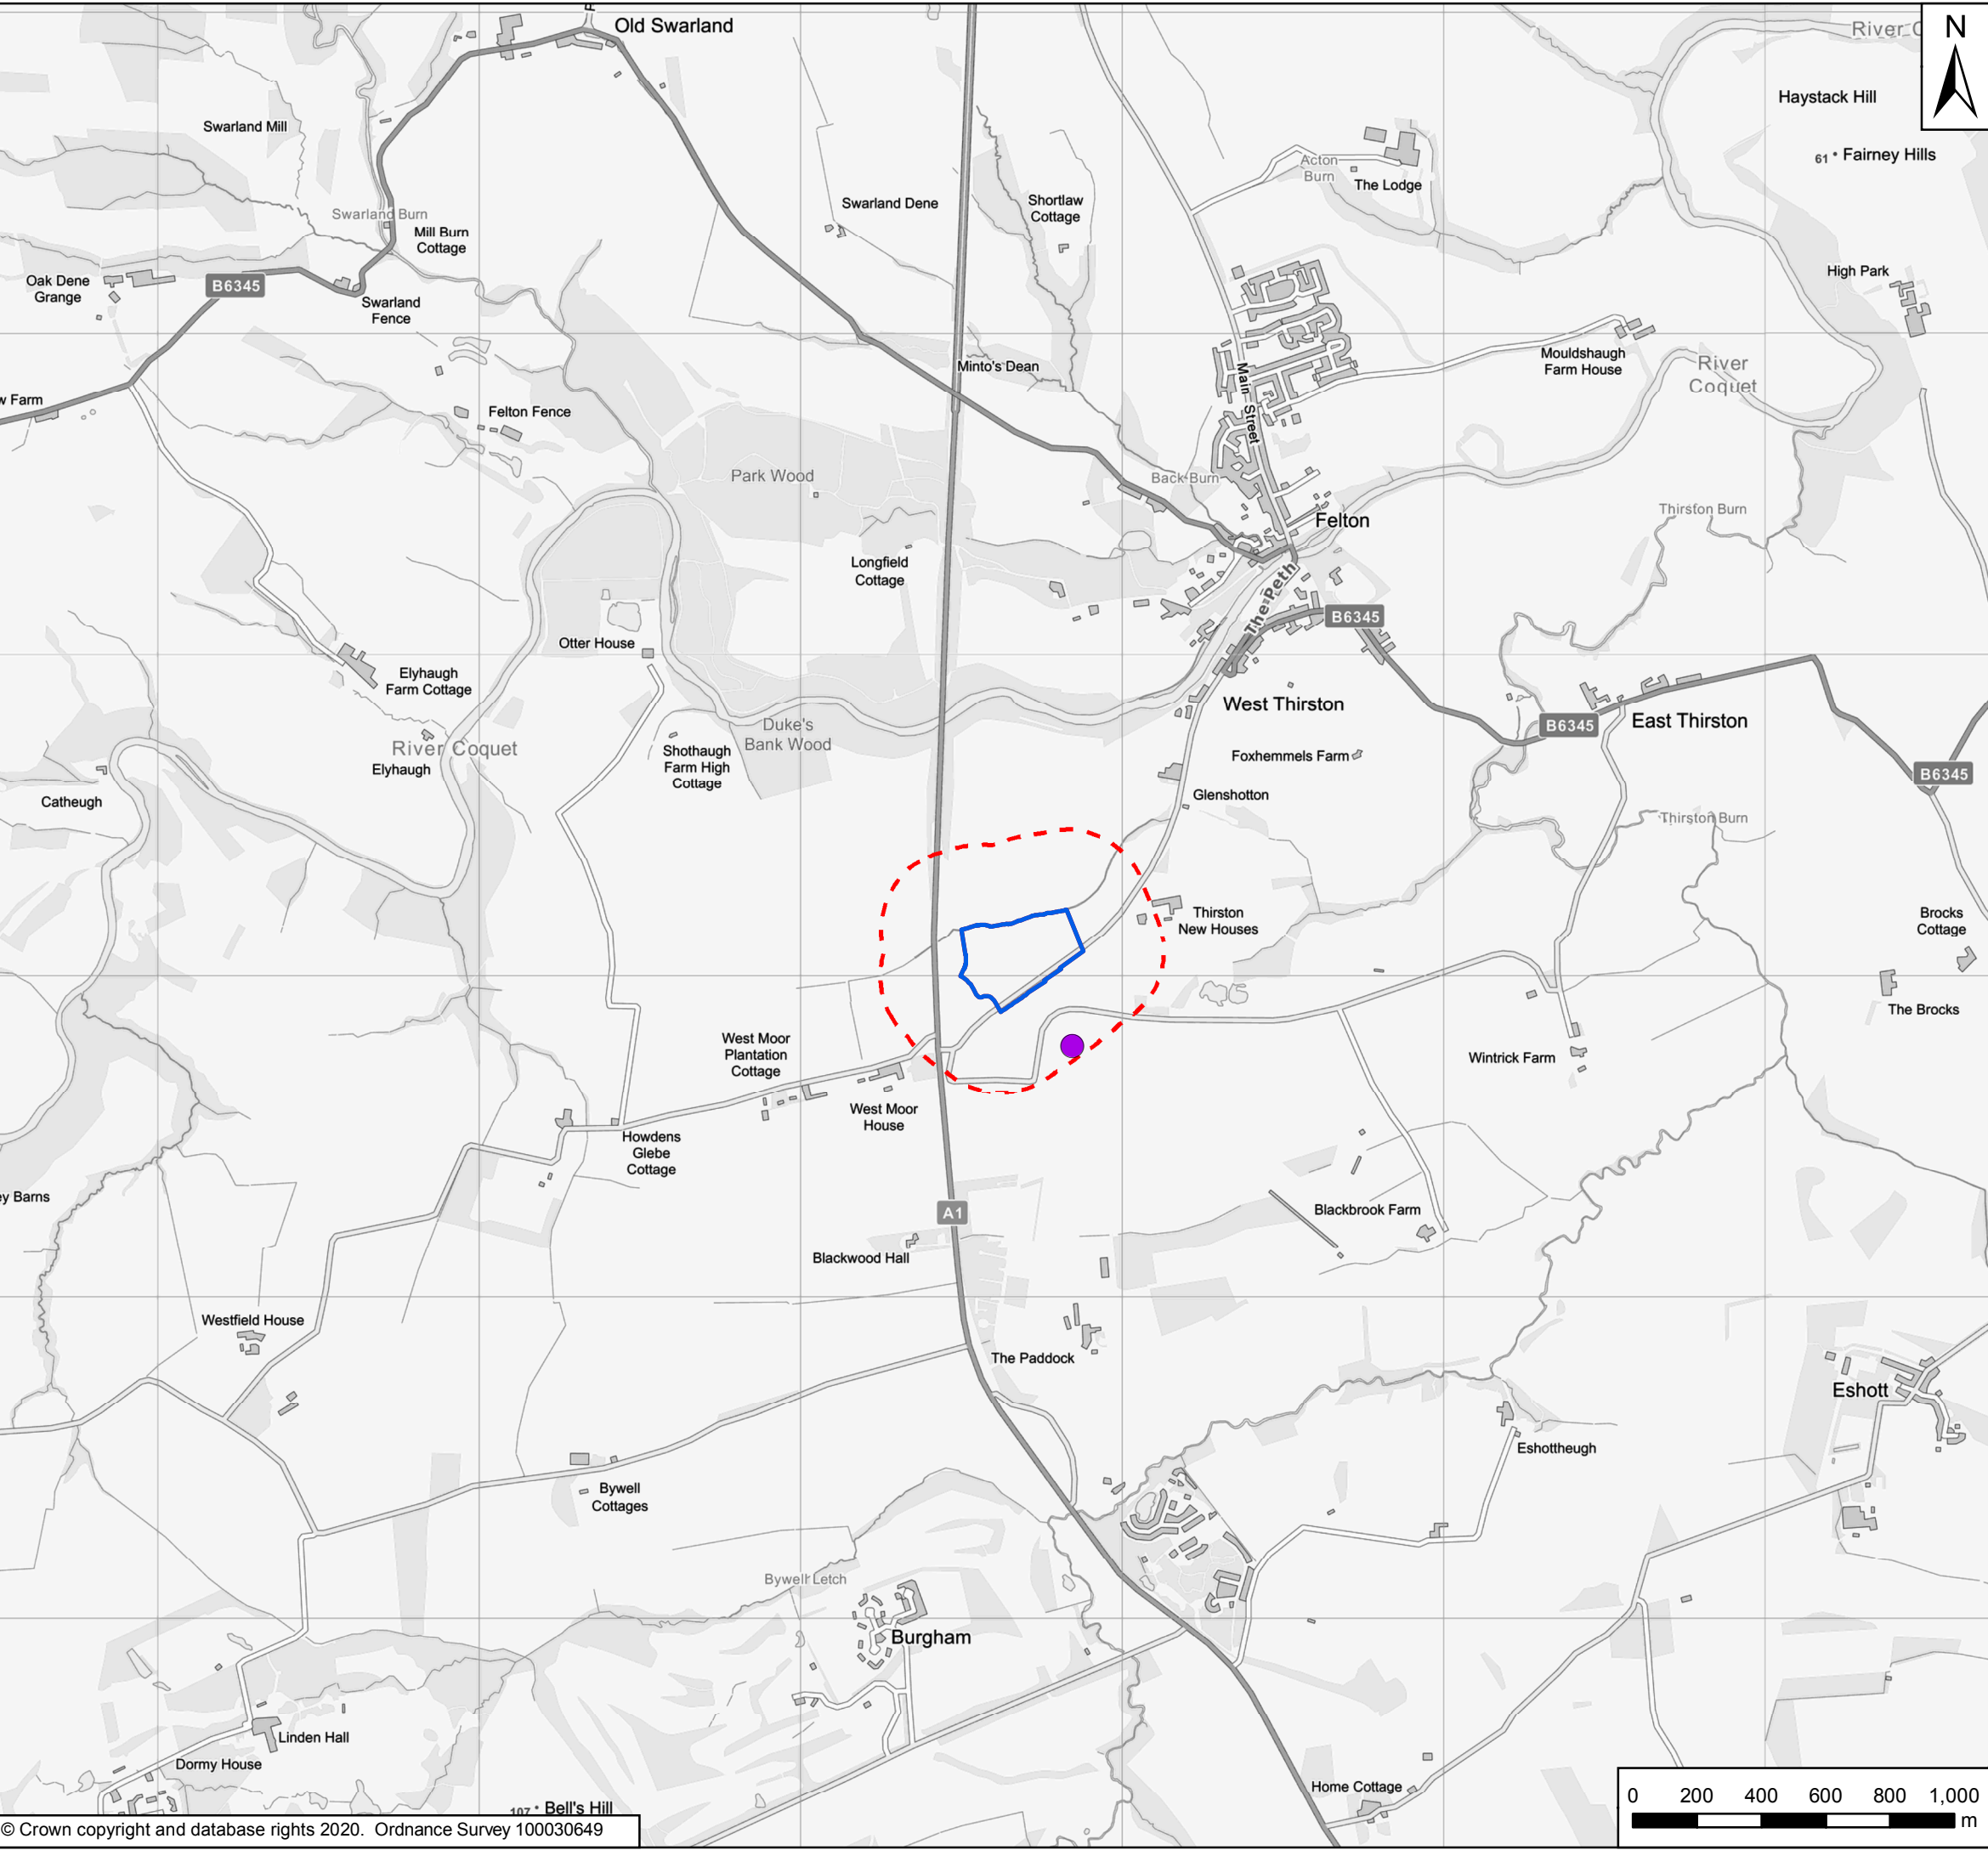 Old Swarland
River C
N
Haystack Hill
Swarland Mill
61 Fairney Hills
Acton
Burn
The Lodge
Swarland Dene
Shortlaw
Cottage
Swarland Burn
Mill Burn
Cottage
Oak Dene
Grange
B6345
Swarland
Fence
High Park
Minto's Dean
Mouldshaugh
Farm House
River
Coquet
w Farm
Main Street
Felton Fence
Park Wood
Back Burn
Felton
Thirston Burn
Longfield
Cottage
The Peth
B6345
Otter House
Elyhaugh
Farm Cottage
West Thirston
B6345
East Thirston
Duke's
Bank Wood
River Coquet
Elyhaugh
Shothaugh
Farm High
Cottage
Foxhemmels Farm
B6345
Catheugh
Glenshotton
Thirston Burn
Thirston
New Houses
Brocks
Cottage
The Brocks
West Moor
Plantation
Cottage
Wintrick Farm
West Moor
House
Howdens
Glebe
Cottage
ey Barns
A1
Blackbrook Farm
Blackwood Hall
Westfield House
The Paddock
Eshott
Eshottheugh
Bywell
Cottages
Bywell Letch
Burgham
Linden Hall
Dormy House
Home Cottage
107 Bell's Hill
0 200 400 600 800 1,000
m
© Crown copyright and database rights 2020. Ordnance Survey 100030649